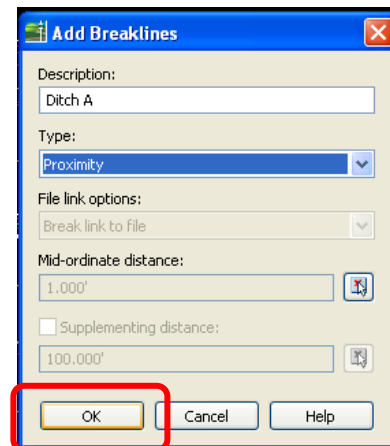 Add Breaklines
Description:
Ditch A
Type:
Proximity
File link options:
Break link to file
Mid-ordinate distance:
1.000'
Supplementing distance:
100.000'
OK Cancel Help